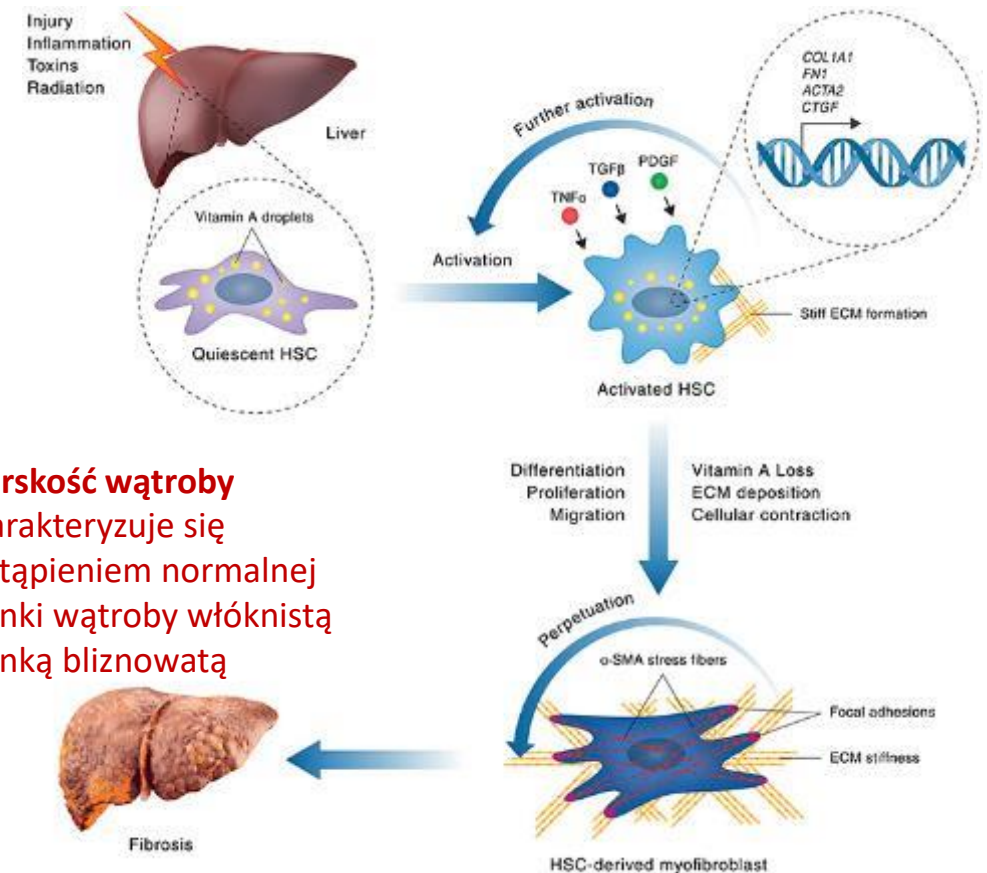 Injury
Inflammation
Toxins
Radiation
Liver
Vitamin A droplets
Quiescent HSC
Activation
Further activation
TNFα
TGFβ
PDGF
COL1A1
FN1
ACTA2
CTGF
Stiff ECM formation
Activated HSC
Differentiation
Proliferation
Migration
Vitamin A Loss
ECM deposition
Cellular contraction
rskość wątroby
arakteryzuje się
tąpieniem normalnej
nki wątroby włóknistą
nką bliznowatą
Perpetuation
α-SMA stress fibers
Focal adhesions
ECM stiffness
Fibrosis
HSC-derived myofibroblast